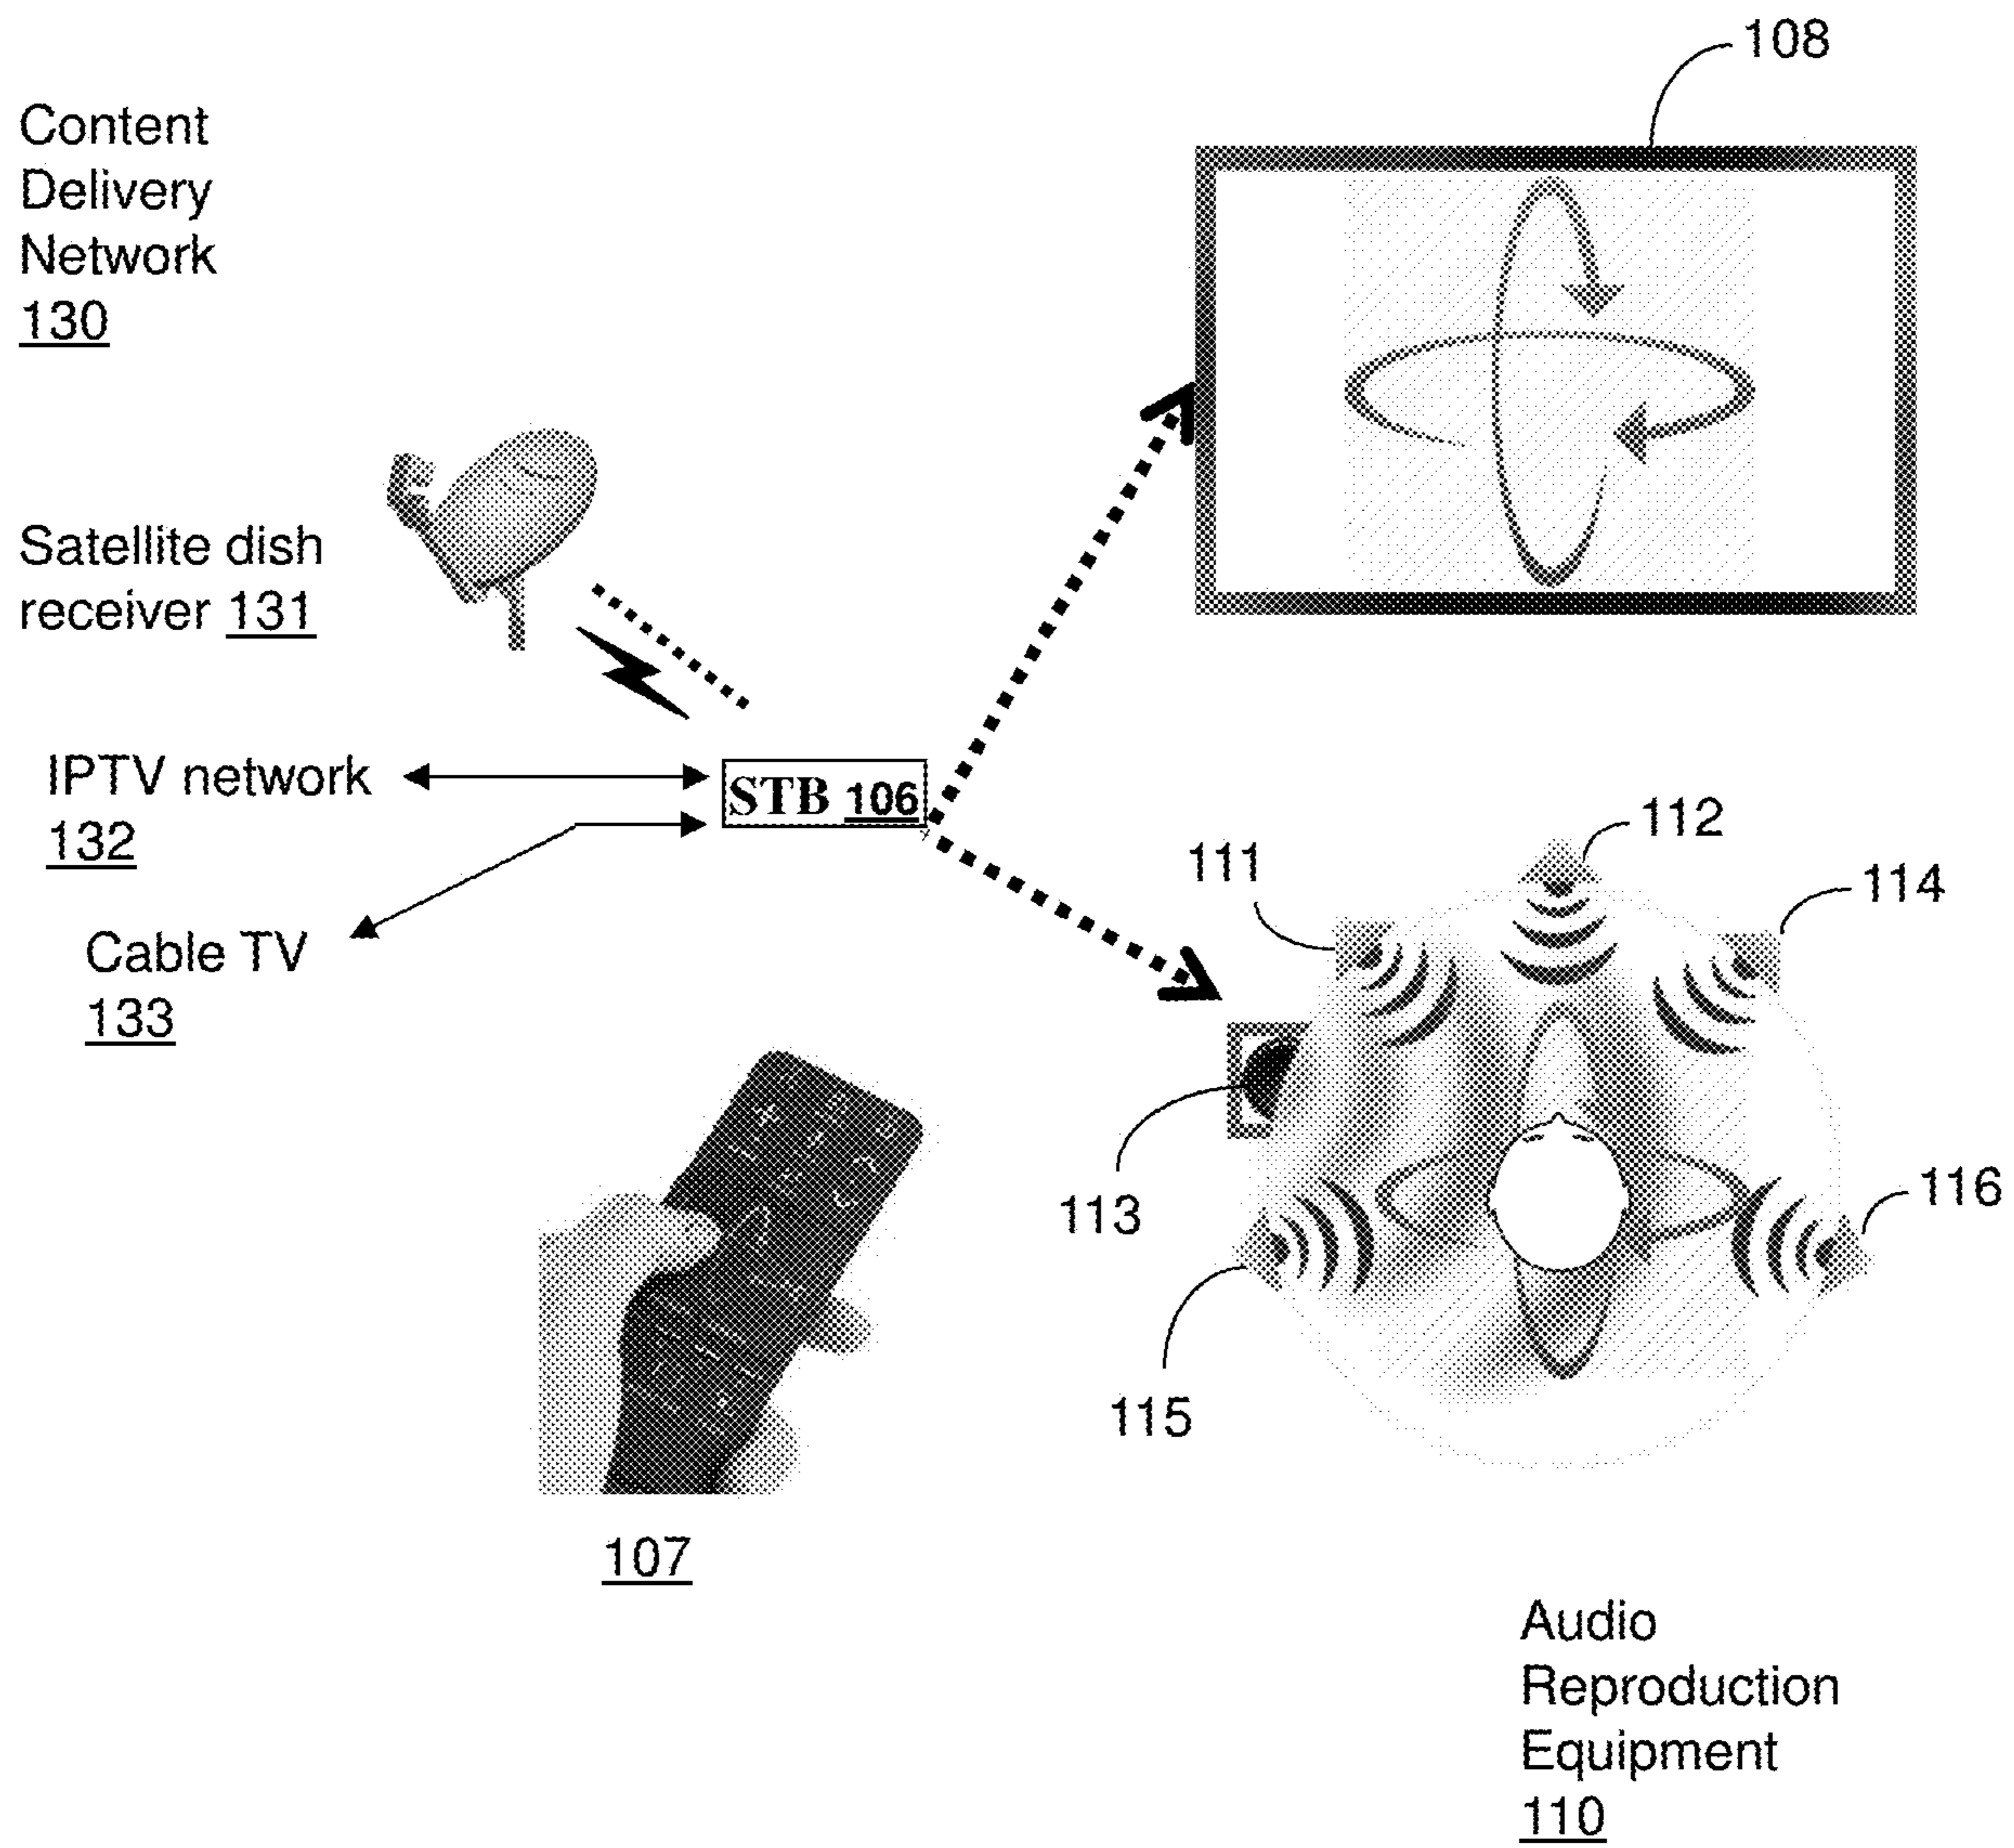 108
Content
Delivery
Network
130
Satellite dish
receiver 131
IPTV network
132
STB 106
Cable TV
133
112
111
114
113
116
115
107
Audio
Reproduction
Equipment
110